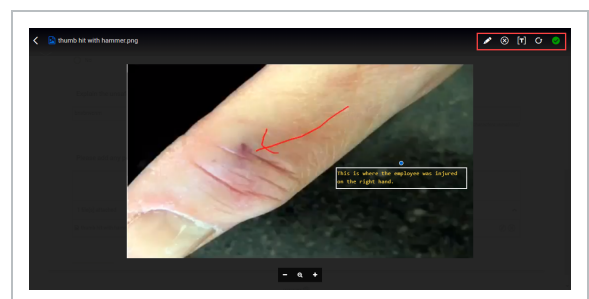 thumb hit with hammer.png
[T]
This is where the employee was injured
on the right hand.